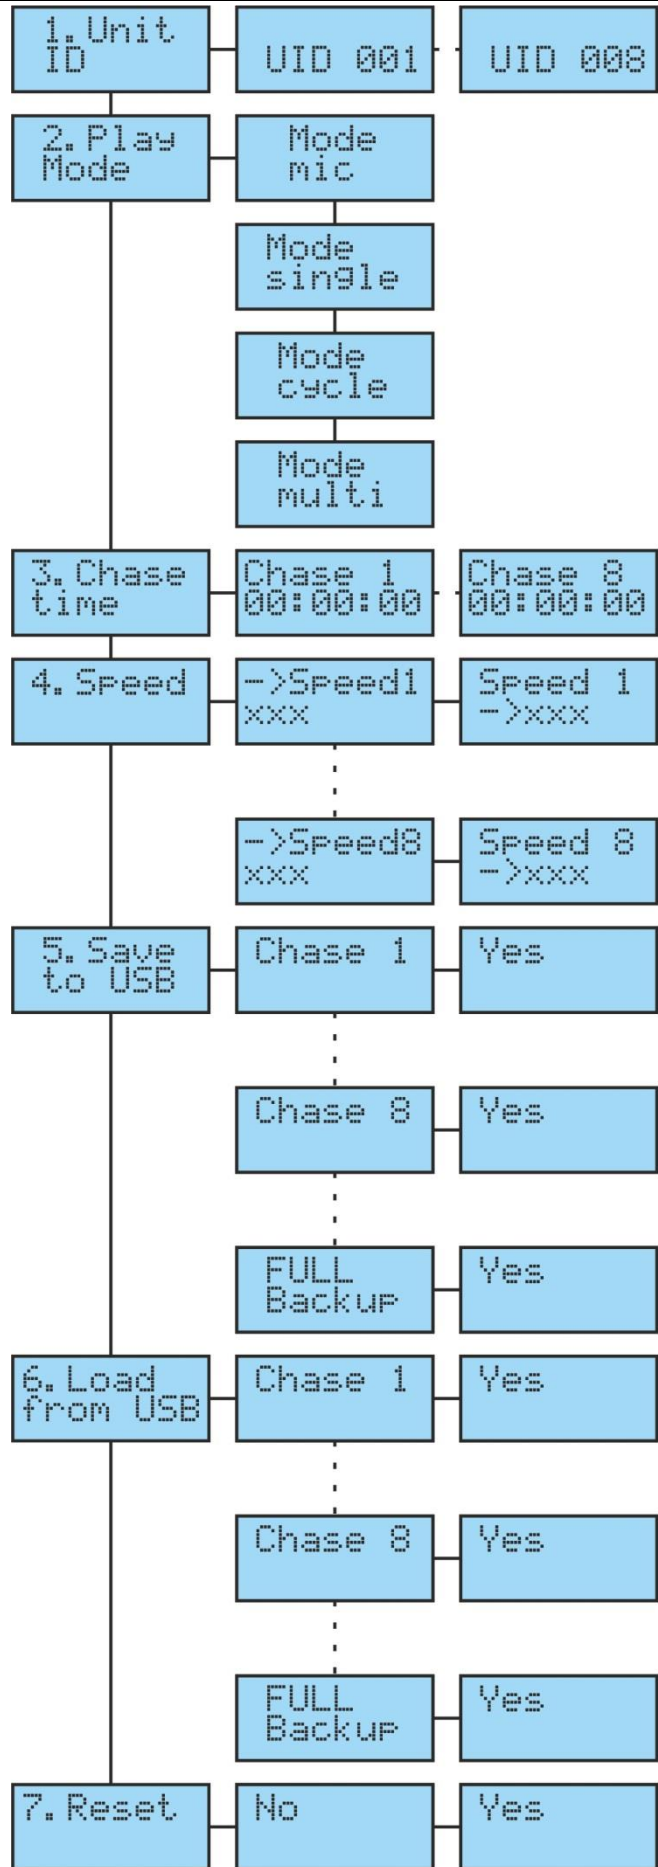 1.Unit
ID
UID 001
UID 008
2.Play
Mode
Mode
mic
Mode
single
Mode
cycle
Mode
multi
3.Chase
time
Chase 1
00:00:00
Chase 8
00:00:00
4.Speed
->Speed1
xxx
Speed 1
->xxx
->Speed8
xxx
Speed 8
->xxx
5.Save
to USB
Chase 1
Yes
Chase 8
Yes
FULL
Backup
Yes
6.Load
from USB
Chase 1
Yes
Chase 8
Yes
FULL
Backup
Yes
7.Reset
No
Yes